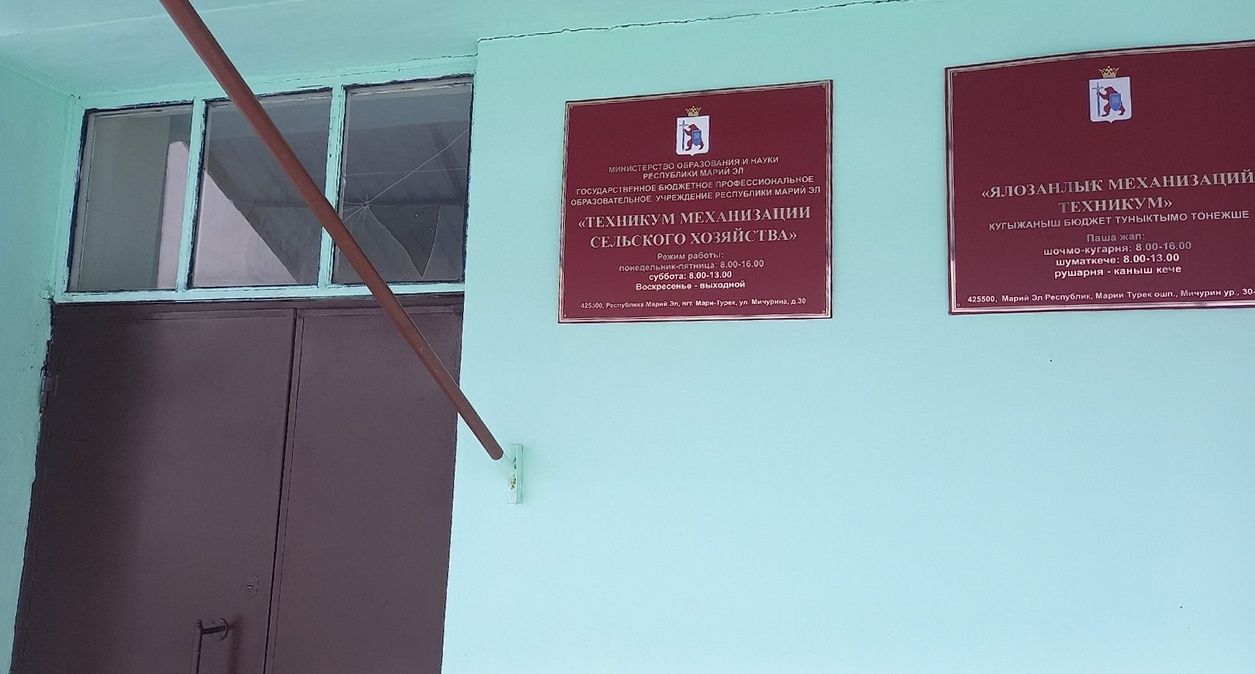 МИНИСТЕРСТВО ОБРАЗОВАНИЯ И НАУКИ
РЕСПУБЛИКИ МАРИЙ ЭЛ
ГОСУДАРСТВЕННОЕ БЮДЖЕТНОЕ ПРОФЕССИОНАЛЬНОЕ
ОБРАЗОВАТЕЛЬНОЕ УЧРЕЖДЕНИЕ РЕСПУБЛИКИ МАРИЙ ЭЛ
«ТЕХНИКУМ МЕХАНИЗАЦИИ
СЕЛЬСКОГО ХОЗЯЙСТВА»
Режим работы:
понедельник-пятница: 8.00-16.00
суббота: 8.00-13.00
Воскресенье - выходной
425500, Республика Марий Эл, пгт. Мари-Турек, ул. Мичурина, д.30
«ЯЛОЗАНЛЫК МЕХАНИЗАЦИЙ
ТЕХНИКУМ»
КУГЫЖАНЫШ БЮДЖЕТ ТУНЫКТЫМО ТӦНЕЖШЕ
Паша жап:
шочмо-кугарня: 8.00-16.00
шуматкече: 8.00-13.00
рушарня - каныш кече
425500, Марий Эл Республик, Марий Турек ошп., Мичурин ур., 30-